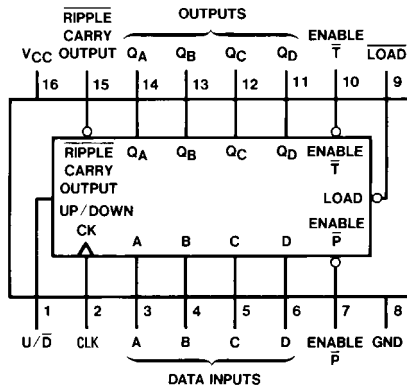 RIPPLE
CARRY
OUTPUT
OUTPUTS
ENABLE
T
LOAD
VCC QA QB QC QD
16 15 14 13 12 11 10 9
RIPPLE
CARRY
OUTPUT
QA QB QC QD
ENABLE
T
UP/DOWN
LOAD
CK
A B C D
ENABLE
P
1 2 3 4 5 6 7 8
U/D CLK A B C D ENABLE
P
GND
DATA INPUTS